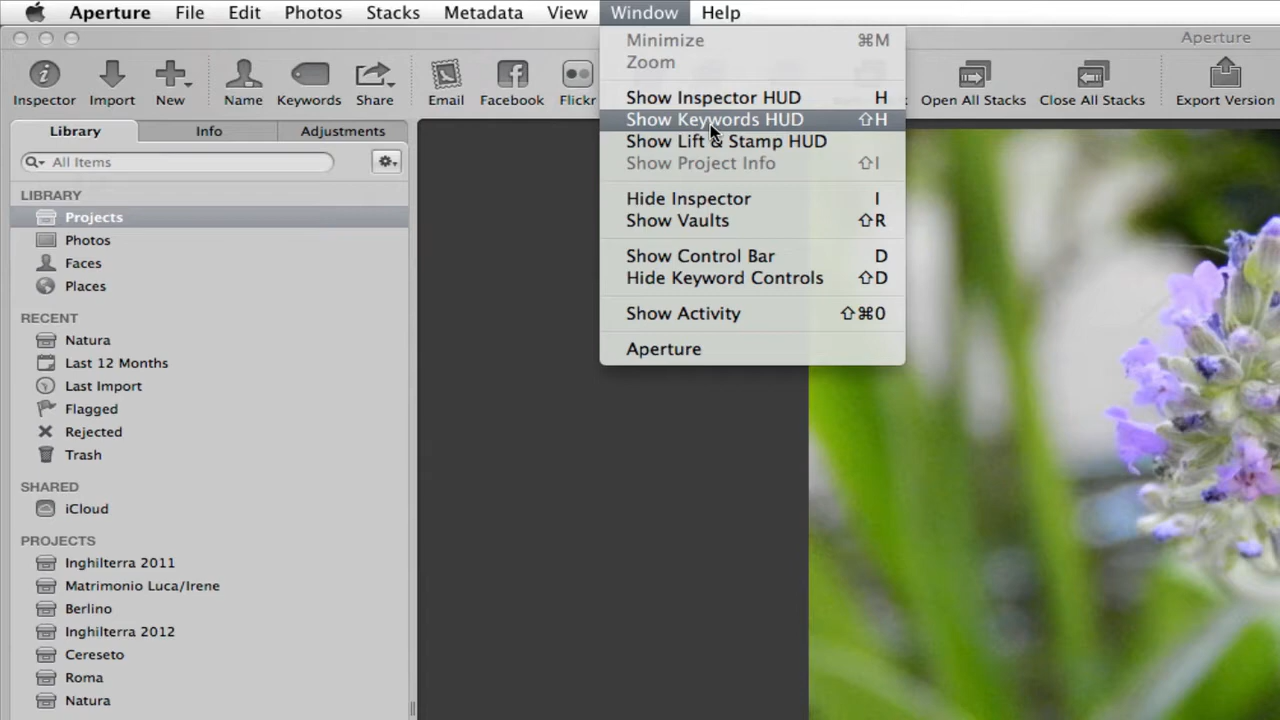 Aperture File Edit Photos Stacks Metadata View Window Help
Aperture
Inspector Import New Name Keywords Share Email Facebook Flickr Open All Stacks Close All Stacks Export Version
Minimize ⌘M
Zoom
Show Inspector HUD H
Show Keywords HUD ⇧H
Show Lift & Stamp HUD
Show Project Info ⇧I
Hide Inspector I
Show Vaults ⇧R
Show Control Bar D
Hide Keyword Controls ⇧D
Show Activity ⇧⌘0
Aperture
Library Info Adjustments
All Items
LIBRARY
Projects
Photos
Faces
Places
RECENT
Natura
Last 12 Months
Last Import
Flagged
Rejected
Trash
SHARED
iCloud
PROJECTS
Inghilterra 2011
Matrimonio Luca/Irene
Berlino
Inghilterra 2012
Cereseto
Roma
Natura